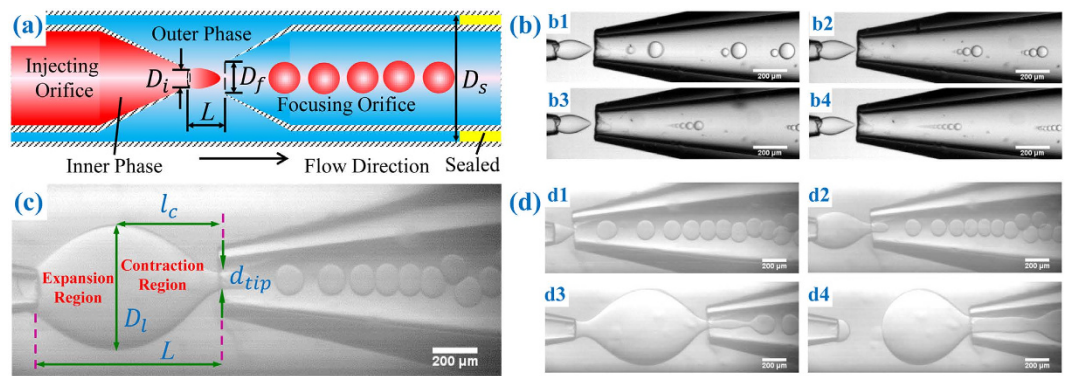 (a)
Outer Phase
Injecting
Orifice
D_i
D_f
D_s
L
Focusing Orifice
Inner Phase
Flow Direction
Sealed
(b)
b1
200 μm
b2
200 μm
b3
200 μm
b4
200 μm
(c)
l_c
Expansion
Region
Contraction
Region
d_tip
D_l
L
200 μm
(d)
d1
200 μm
d2
200 μm
d3
200 μm
d4
200 μm